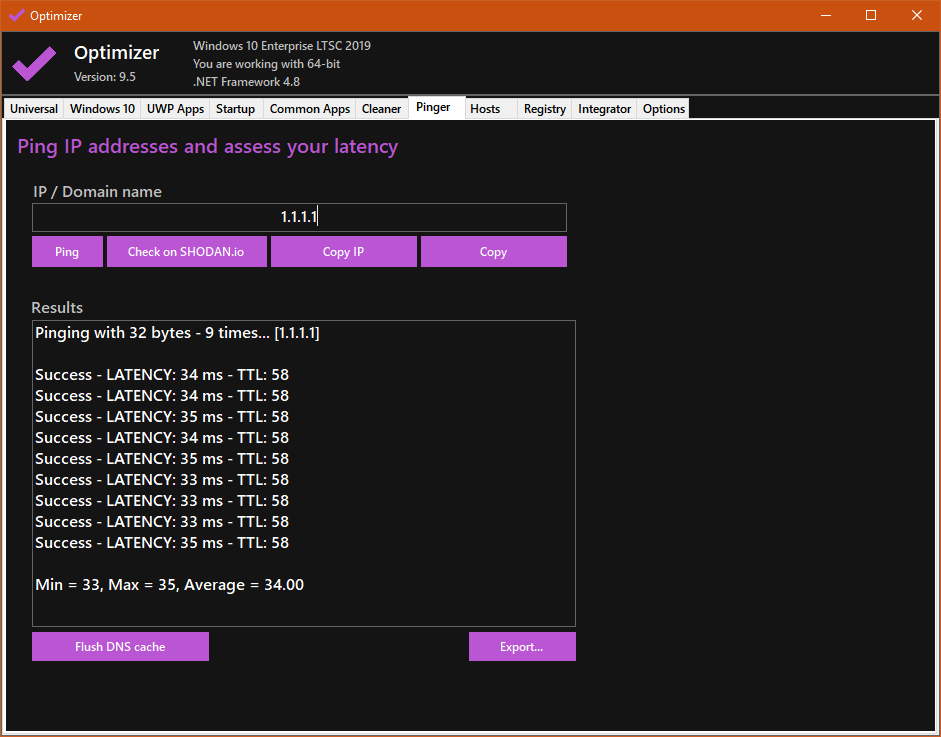 Optimizer
Optimizer
Version: 9.5
Windows 10 Enterprise LTSC 2019
You are working with 64-bit
.NET Framework 4.8
Universal Windows 10 UWP Apps Startup Common Apps Cleaner Pinger Hosts Registry Integrator Options
Ping IP addresses and assess your latency
IP / Domain name
1.1.1.1
Ping Check on SHODAN.io Copy IP Copy
Results
Pinging with 32 bytes - 9 times... [1.1.1.1]
Success - LATENCY: 34 ms - TTL: 58
Success - LATENCY: 34 ms - TTL: 58
Success - LATENCY: 35 ms - TTL: 58
Success - LATENCY: 34 ms - TTL: 58
Success - LATENCY: 35 ms - TTL: 58
Success - LATENCY: 33 ms - TTL: 58
Success - LATENCY: 33 ms - TTL: 58
Success - LATENCY: 33 ms - TTL: 58
Success - LATENCY: 35 ms - TTL: 58
Min = 33, Max = 35, Average = 34.00
Flush DNS cache Export...